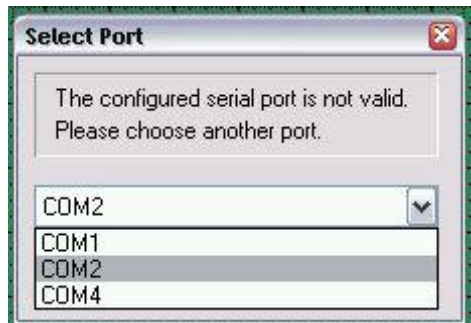 Select Port
The configured serial port is not valid.
Please choose another port.
COM2
COM1
COM2
COM4